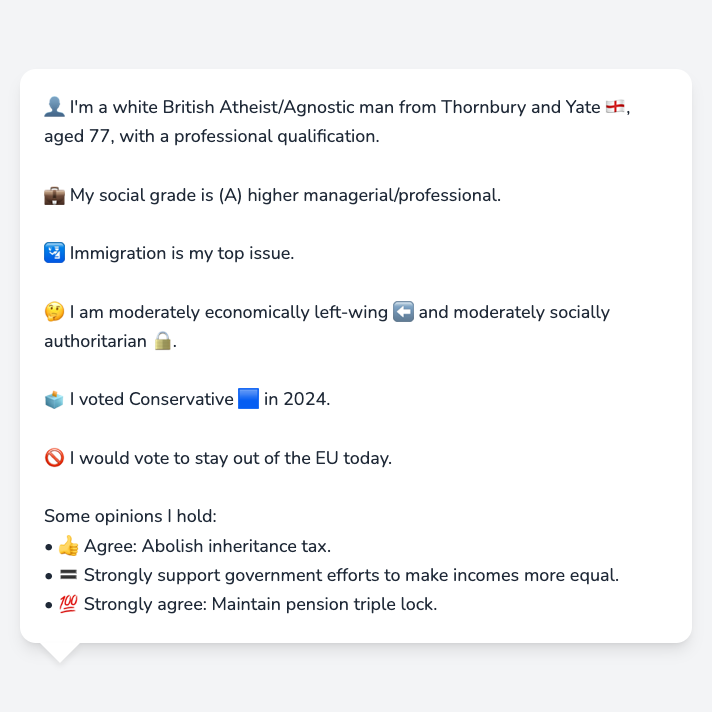 👤 I'm a white British Atheist/Agnostic man from Thornbury and Yate 🏴󠁧󠁢󠁥󠁮󠁧󠁿,
aged 77, with a professional qualification.
💼 My social grade is (A) higher managerial/professional.
🛂 Immigration is my top issue.
🤔 I am moderately economically left-wing ⬅️ and moderately socially
authoritarian 🔒.
🗳️ I voted Conservative 🟦 in 2024.
🚫 I would vote to stay out of the EU today.
Some opinions I hold:
• 👍 Agree: Abolish inheritance tax.
• 🟰 Strongly support government efforts to make incomes more equal.
• 💯 Strongly agree: Maintain pension triple lock.